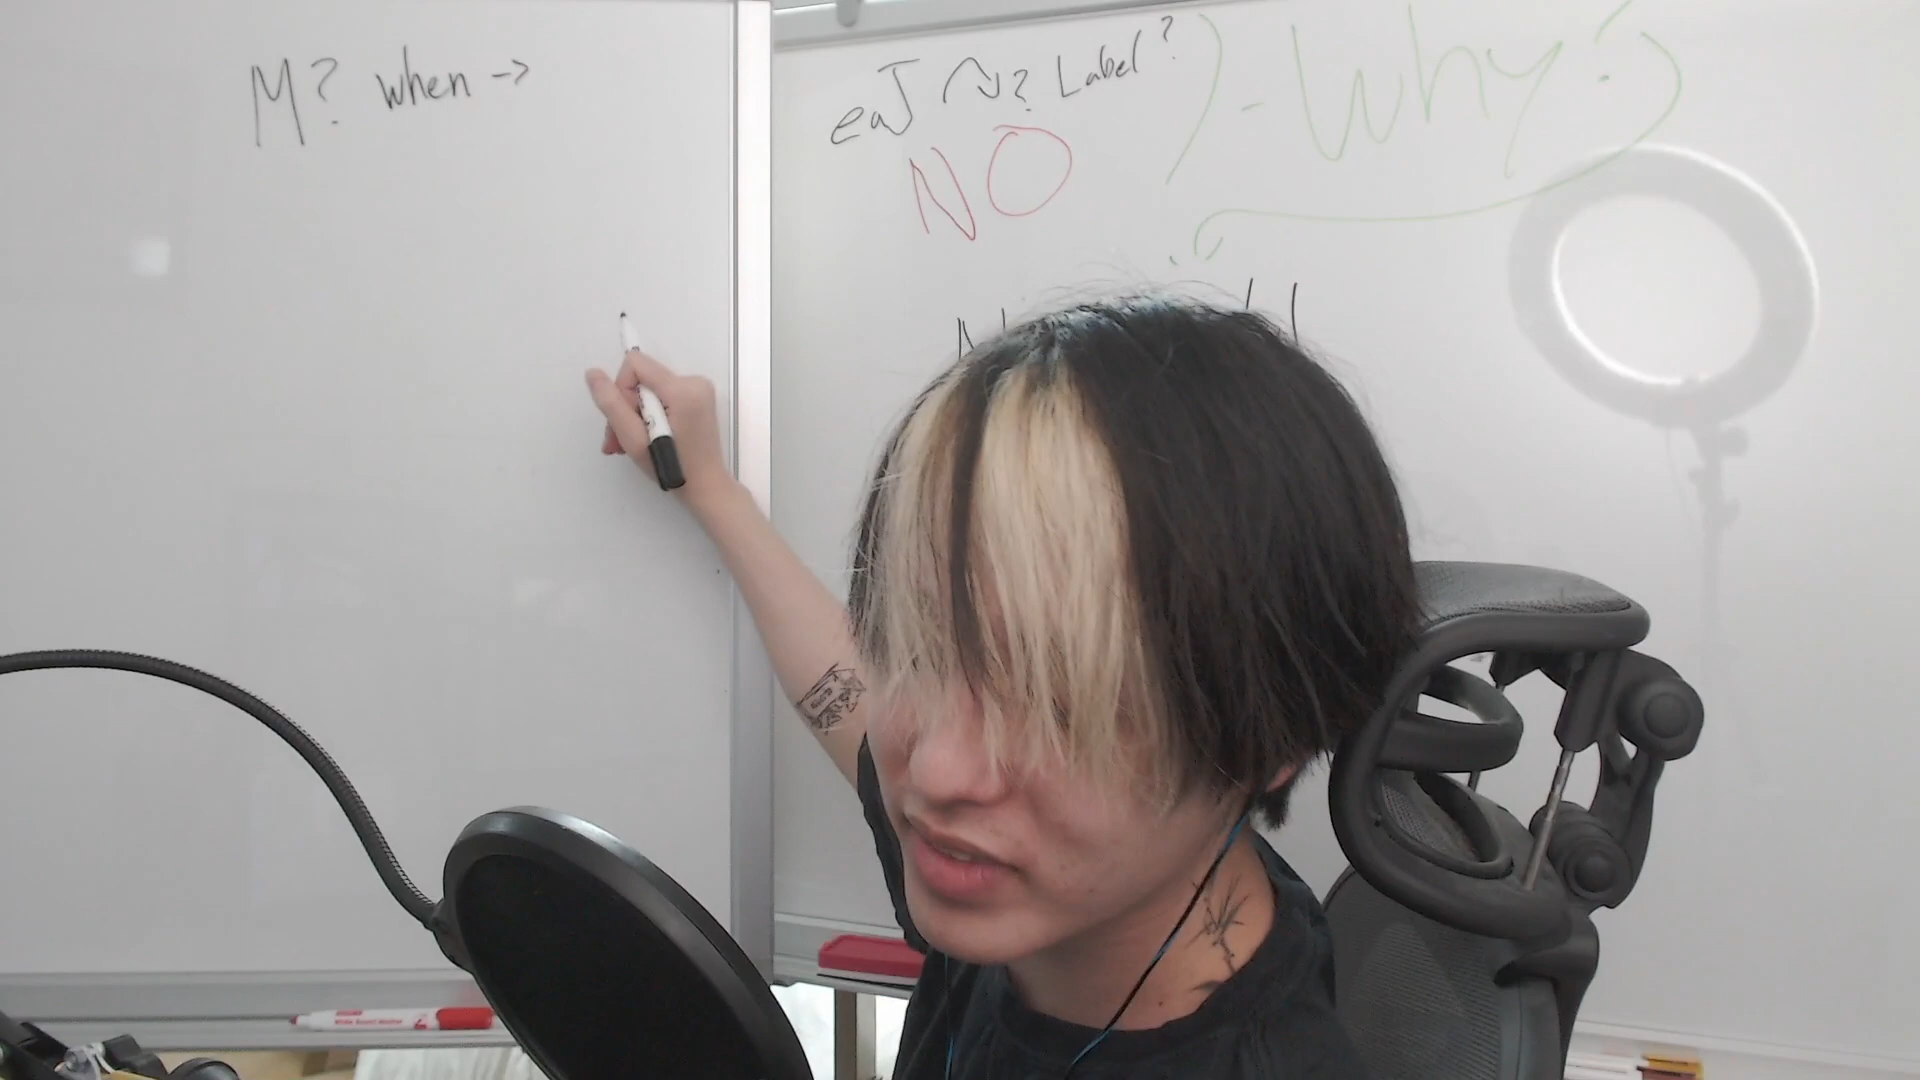 M? when →
eaJ N? Label?
- Why?
NO